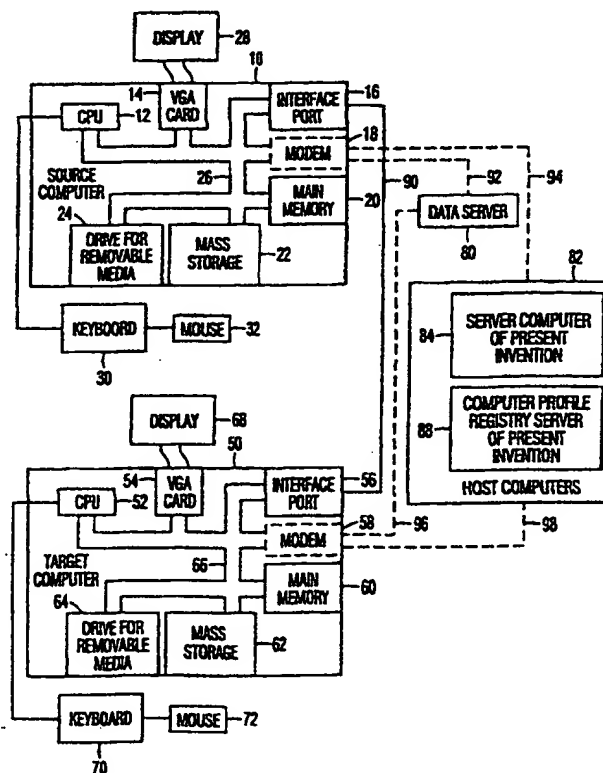 DISPLAY
28
10
14
VGA
CARD
INTERFACE
PORT
16
CPU
12
18
MODEM
SOURCE
COMPUTER
26
90
92
94
MAIN
MEMORY
20
DATA SERVER
80
24
DRIVE FOR
REMOVABLE
MEDIA
MASS
STORAGE
22
82
KEYBOORD
MOUSE
32
30
84
SERVER COMPUTER
OF PRESENT
INVENTION
DISPLAY
68
50
88
COMPUTER PROFILE
REGISTRY SERVER
OF PRESENT
INVENTION
HOST COMPUTERS
54
VGA
CARD
INTERFACE
PORT
56
CPU
52
58
MODEM
96
98
TARGET
COMPUTER
66
MAIN
MEMORY
60
64
DRIVE FOR
REMOVABLE
MEDIA
MASS
STORAGE
62
KEYBOARD
MOUSE
72
70